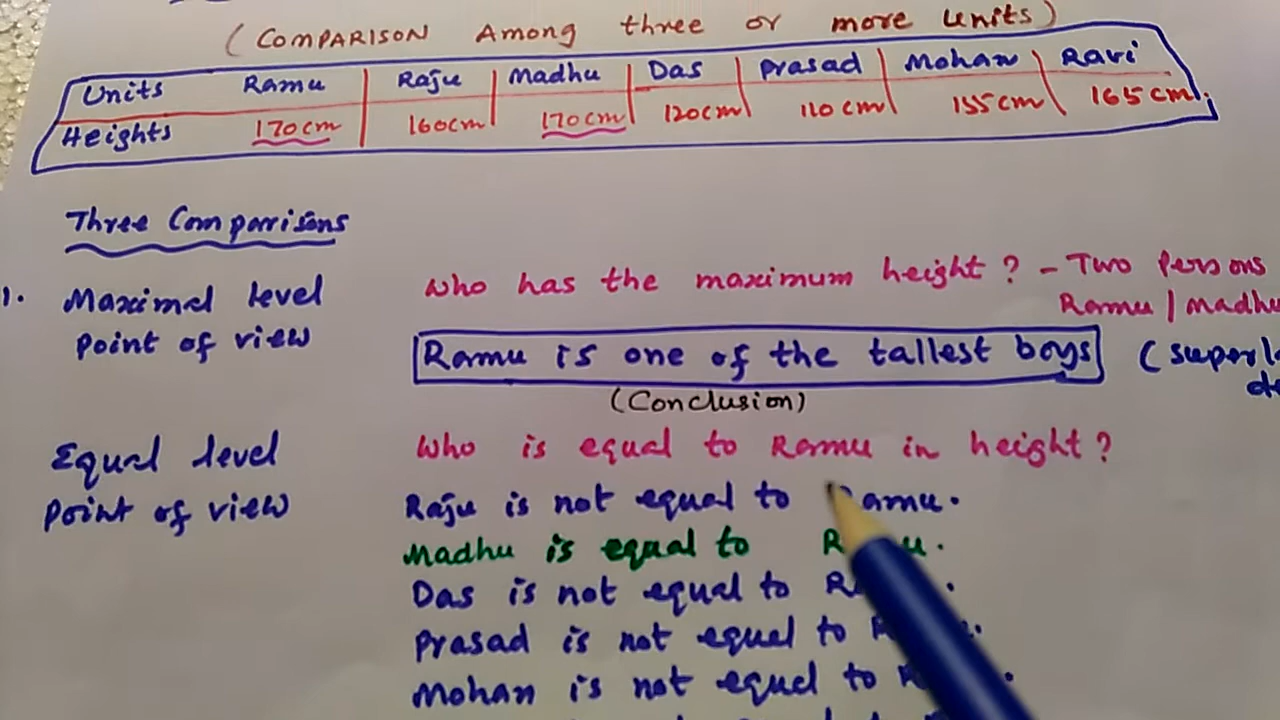 (COMPARISON Among three or more units)
Units Ramu Raju Madhu Das Prasad Mohan Ravi
Heights 170cm 160cm 170cm 120cm 110cm 155cm 165cm.
Three Comparisons
1. Maximal level Who has the maximum height? - Two Persons
Point of view Ramu | Madhu
Ramu is one of the tallest boys
(Conclusion)
Equal level Who is equal to Ramu in height?
Point of view Raju is not equal to Ramu.
Madhu is equal to
Das is not equal to
Prasad is not equal to
Mohan is not equal to